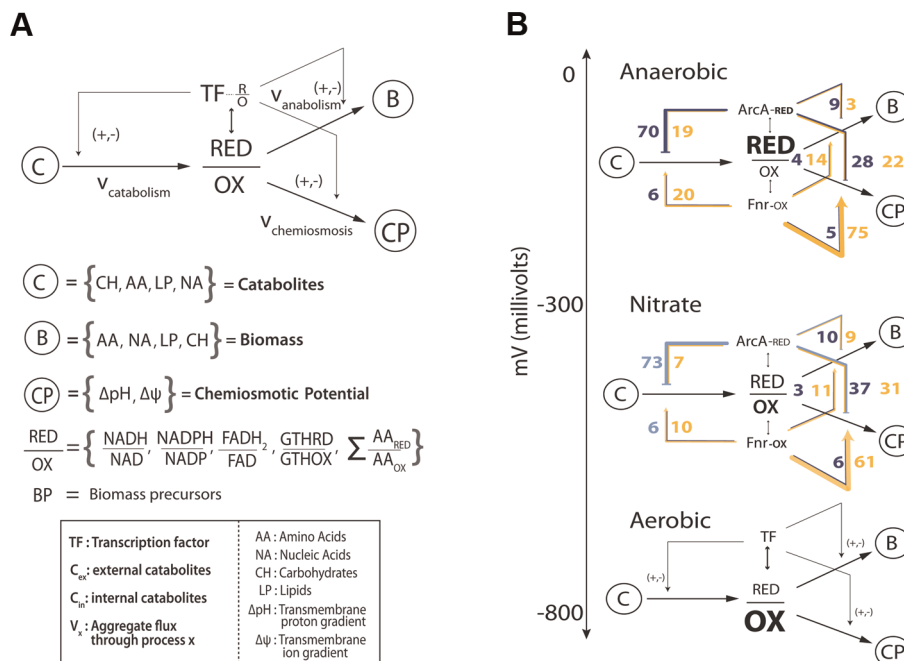 A
TF R/O
V anabolism
(+,-)
B
(+,-)
RED
C
OX
(+,-)
V catabolism
V chemiosmosis
CP
C = {CH, AA, LP, NA} = Catabolites
B = {AA, NA, LP, CH} = Biomass
CP = {ΔpH, Δψ} = Chemiosmotic Potential
RED/OX = {NADH/NAD, NADPH/NADP, FADH2/FAD, GTHRD/GTHOX, Σ AA RED/AA OX}
BP = Biomass precursors
TF : Transcription factor
C ex : external catabolites
C in : internal catabolites
V x : Aggregate flux
through process x
AA : Amino Acids
NA : Nucleic Acids
CH : Carbohydrates
LP : Lipids
ΔpH : Transmembrane
proton gradient
Δψ : Transmembrane
ion gradient
B
mV (millivolts)
0
-300
-800
Anaerobic
ArcA-RED
9 3
B
70 19
C
RED
4 14
28 22
OX
6 20
Fnr-OX
CP
5 75
Nitrate
ArcA-RED
10 9
B
73 7
C
RED
3 11
37 31
OX
6 10
Fnr-ox
CP
6 61
Aerobic
TF
(+,-)
B
(+,-)
RED
C
OX
(+,-)
CP